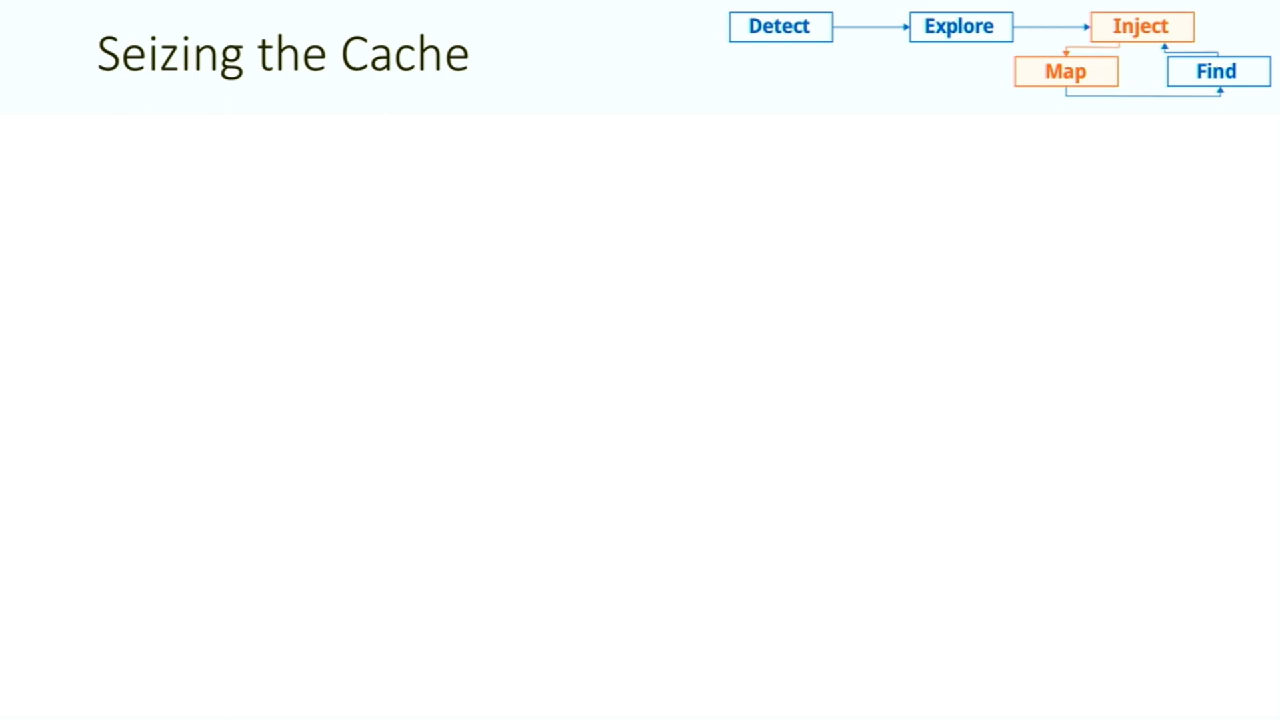 Seizing the Cache
Detect
Explore
Inject
Map
Find